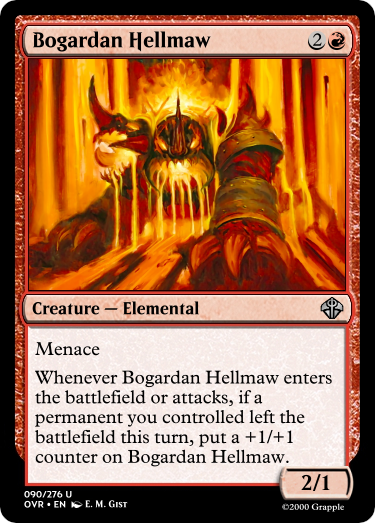 Bogardan Hellmaw 2
Creature — Elemental
Menace
Whenever Bogardan Hellmaw enters
the battlefield or attacks, if a
permanent you controlled left the
battlefield this turn, put a +1/+1
counter on Bogardan Hellmaw.
2/1
090/276 U
OVR • EN E. M. Gist
©2000 Grapple